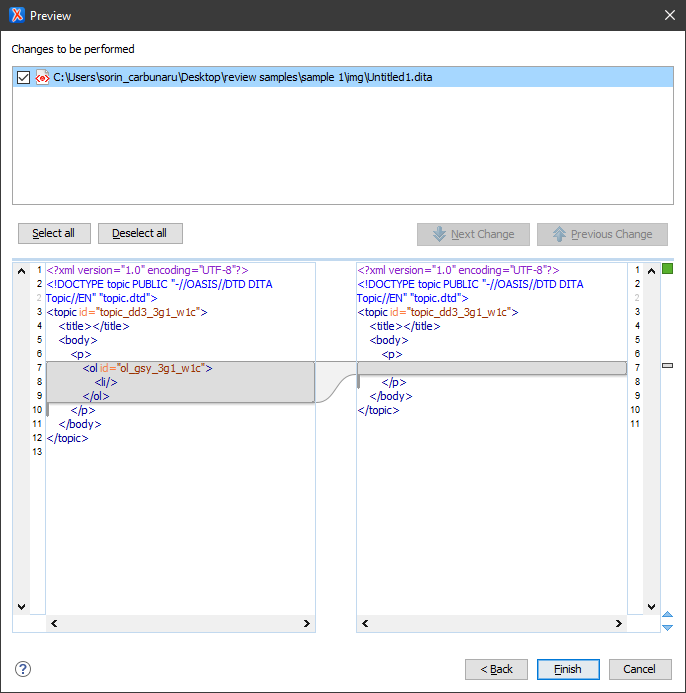 Preview
Changes to be performed
C:\Users\sorin_carbunaru\Desktop\review samples\sample 1\img\Untitled1.dita
Select all
Deselect all
Next Change
Previous Change
1 <?xml version="1.0" encoding="UTF-8"?>
2 <!DOCTYPE topic PUBLIC "-//OASIS//DTD DITA
2 Topic//EN" "topic.dtd">
3 <topic id="topic_dd3_3g1_w1c">
4 <title></title>
5 <body>
6 <p>
7 <ol id="ol_gsy_3g1_w1c">
8 <li/>
9 </ol>
10 </p>
11 </body>
12 </topic>
13
<?xml version="1.0" encoding="UTF-8"?> 1
<!DOCTYPE topic PUBLIC "-//OASIS//DTD DITA 2
Topic//EN" "topic.dtd"> 2
<topic id="topic_dd3_3g1_w1c"> 3
<title></title> 4
<body> 5
<p> 6
7
</p> 8
</body> 9
</topic> 10
11
?
< Back
Finish
Cancel